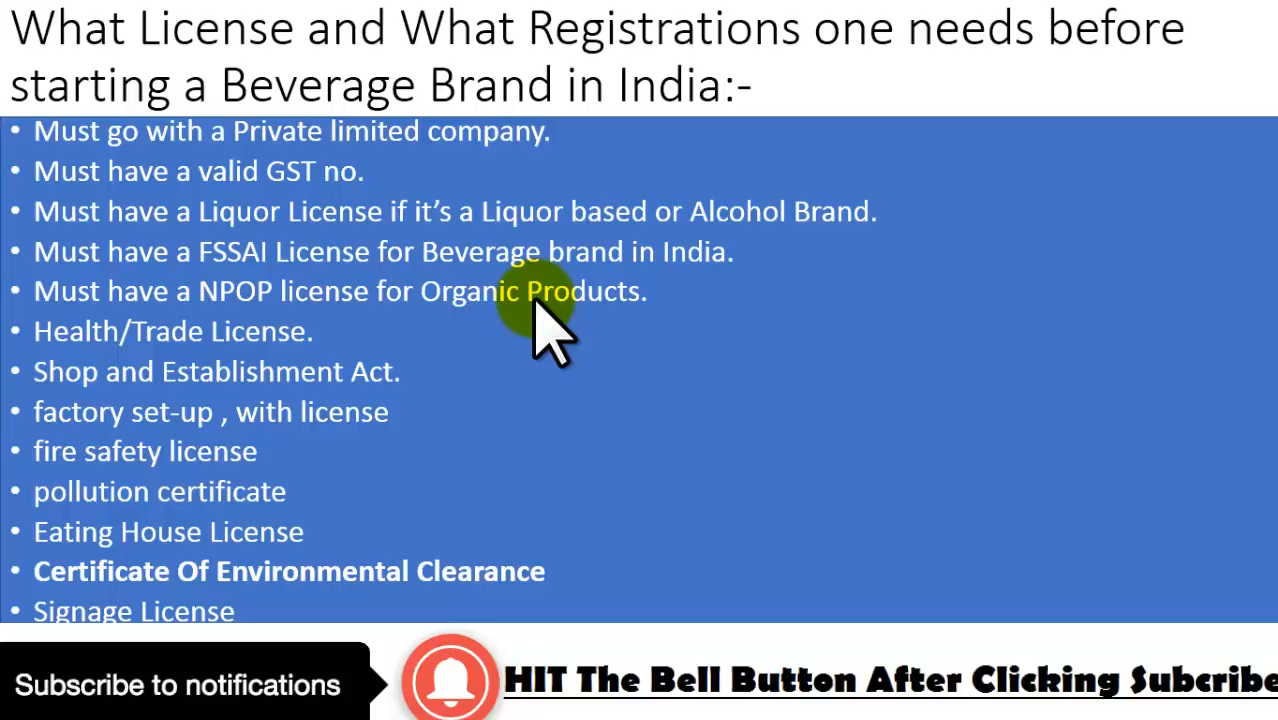 What License and What Registrations one needs before
starting a Beverage Brand in India:-
• Must go with a Private limited company.
• Must have a valid GST no.
• Must have a Liquor License if it's a Liquor based or Alcohol Brand.
• Must have a FSSAI License for Beverage brand in India.
• Must have a NPOP license for Organic Products.
• Health/Trade License.
• Shop and Establishment Act.
• factory set-up , with license
• fire safety license
• pollution certificate
• Eating House License
• Certificate Of Environmental Clearance
• Signage License
Subscribe to notifications
HIT The Bell Button After Clicking Subcribe